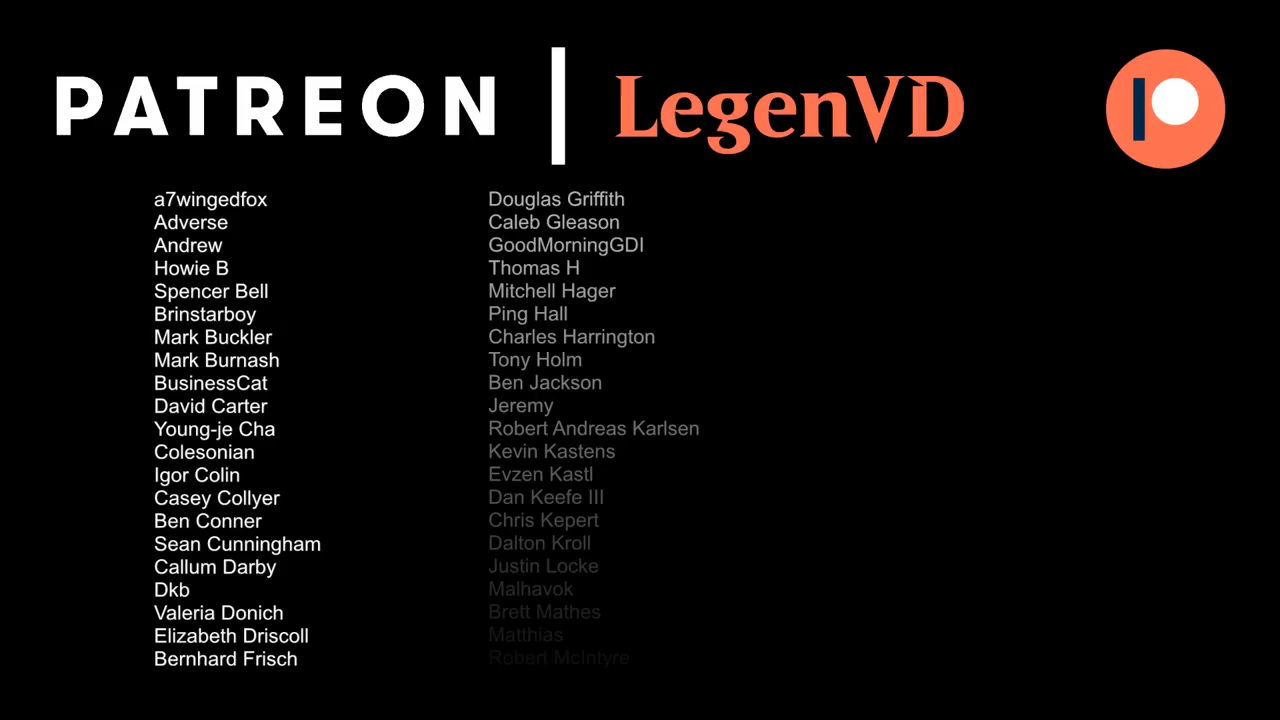 PATREON | LegenVD
a7wingedfox
Adverse
Andrew
Howie B
Spencer Bell
Brinstarboy
Mark Buckler
Mark Burnash
BusinessCat
David Carter
Young-je Cha
Colesonian
Igor Colin
Casey Collyer
Ben Conner
Sean Cunningham
Callum Darby
Dkb
Valeria Donich
Elizabeth Driscoll
Bernhard Frisch
Douglas Griffith
Caleb Gleason
GoodMorningGDI
Thomas H
Mitchell Hager
Ping Hall
Charles Harrington
Tony Holm
Ben Jackson
Jeremy
Robert Andreas Karlsen
Kevin Kastens
Evzen Kastl
Dan Keefe III
Chris Kepert
Dalton Kroll
Justin Locke
Malhavok
Brett Mathes
Matthias
Robert McIntyre